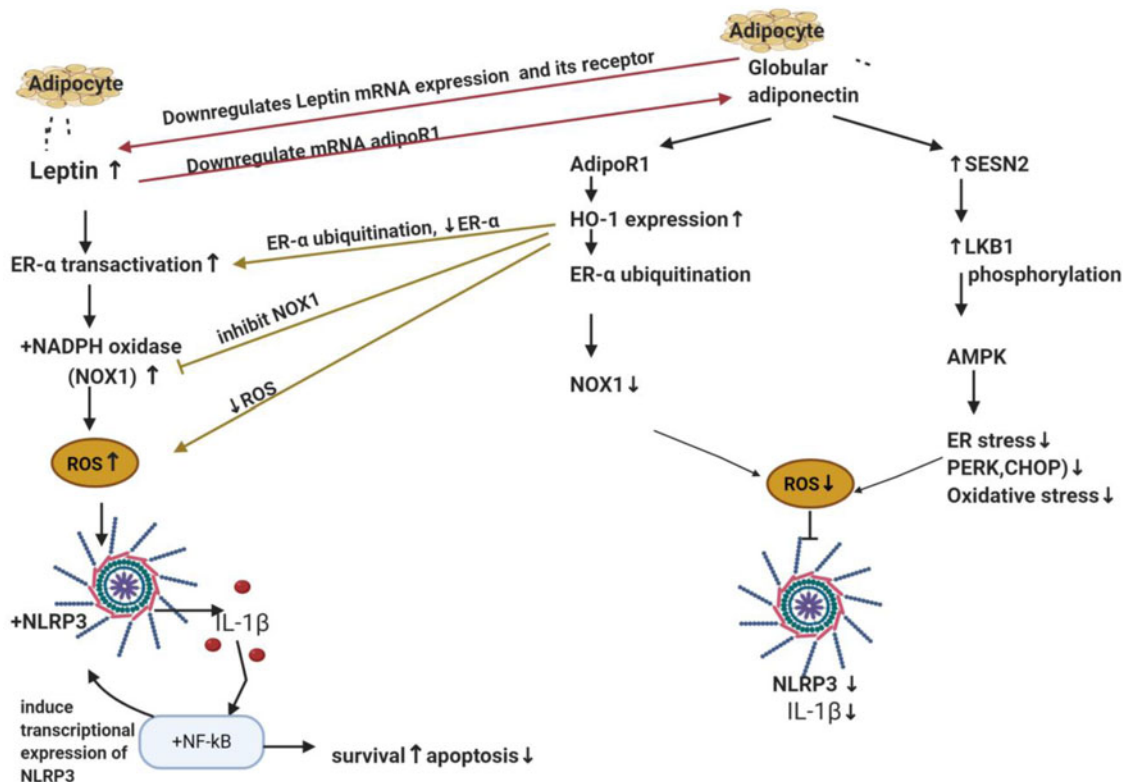 Adipocyte
Globular
adiponectin
Adipocyte
Downregulates Leptin mRNA expression and its receptor
Downregulate mRNA adipoR1
Leptin ↑
AdipoR1
↑SESN2
HO-1 expression↑
ER-α ubiquitination, ↓ER-α
ER-α transactivation↑
↑LKB1
phosphorylation
ER-α ubiquitination
inhibit NOX1
+NADPH oxidase
(NOX1) ↑
AMPK
NOX1↓
↓ROS
ER stress↓
PERK,CHOP)↓
Oxidative stress↓
ROS↑
ROS↓
+NLRP3
IL-1β
NLRP3 ↓
IL-1β↓
induce
transcriptional
expression of
NLRP3
+NF-kB
survival↑apoptosis↓